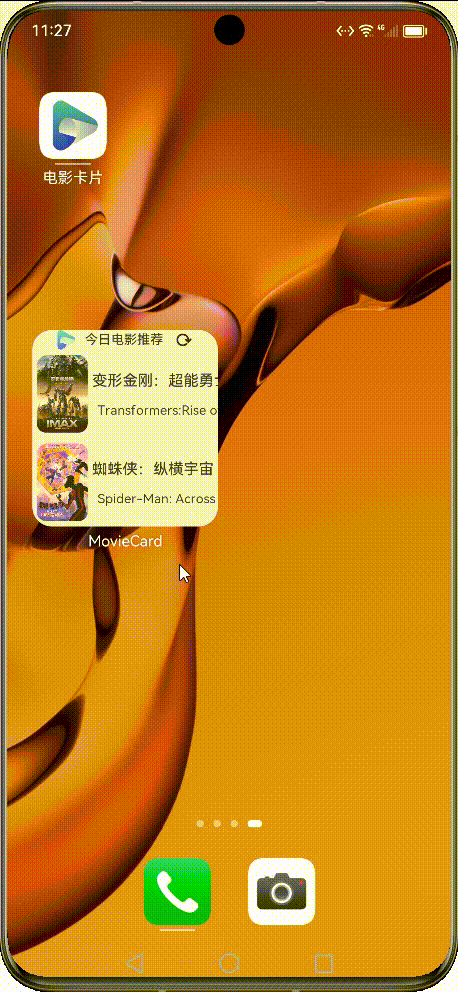 11:27
4G
电影卡片
今日电影推荐
变形金刚：超能勇士
Transformers:Rise o
IMAX
蜘蛛侠：纵横宇宙
Spider-Man: Across
MovieCard